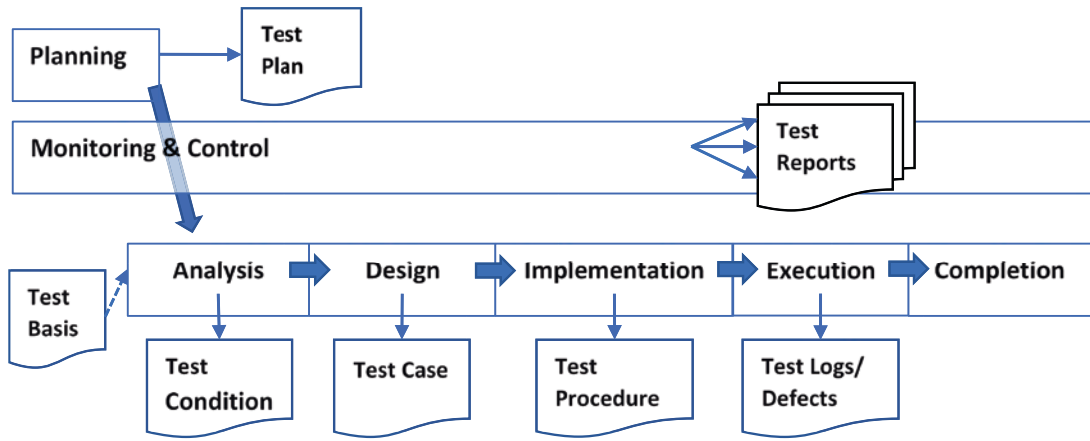 Planning
Test
Plan
Monitoring & Control
Test
Reports
Test
Basis
Analysis
Design
Implementation
Execution
Completion
Test
Condition
Test Case
Test
Procedure
Test Logs/
Defects